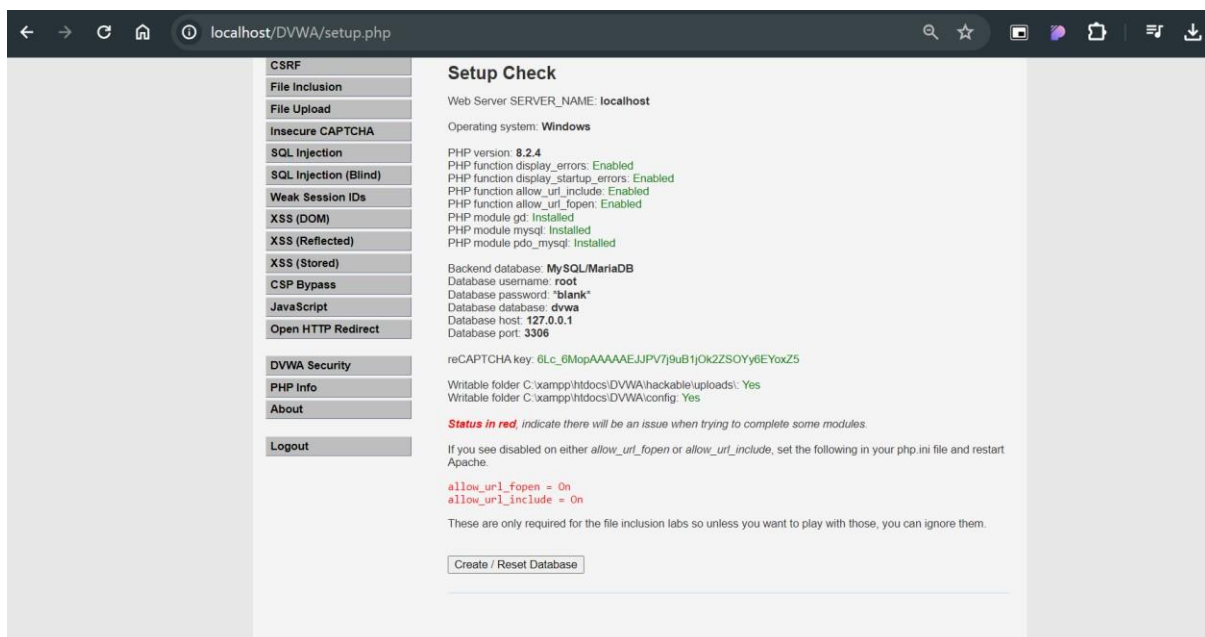 localhost/DVWA/setup.php
CSRF
File Inclusion
File Upload
Insecure CAPTCHA
SQL Injection
SQL Injection (Blind)
Weak Session IDs
XSS (DOM)
XSS (Reflected)
XSS (Stored)
CSP Bypass
JavaScript
Open HTTP Redirect
DVWA Security
PHP Info
About
Logout
Setup Check
Web Server SERVER_NAME: localhost
Operating system: Windows
PHP version: 8.2.4
PHP function display_errors: Enabled
PHP function display_startup_errors: Enabled
PHP function allow_url_include: Enabled
PHP function allow_url_fopen: Enabled
PHP module gd: Installed
PHP module mysql: Installed
PHP module pdo_mysql: Installed
Backend database: MySQL/MariaDB
Database username: root
Database password: *blank*
Database database: dvwa
Database host: 127.0.0.1
Database port: 3306
reCAPTCHA key: 6Lc_6MopAAAAAEJJPV7j9uB1jOk2ZSOYy6EYoxZ5
Writable folder C:\xampp\htdocs\DVWA\hackable\uploads\: Yes
Writable folder C:\xampp\htdocs\DVWA\config: Yes
Status in red, indicate there will be an issue when trying to complete some modules.
If you see disabled on either allow_url_fopen or allow_url_include, set the following in your php.ini file and restart
Apache.
allow_url_fopen = On
allow_url_include = On
These are only required for the file inclusion labs so unless you want to play with those, you can ignore them.
Create / Reset Database